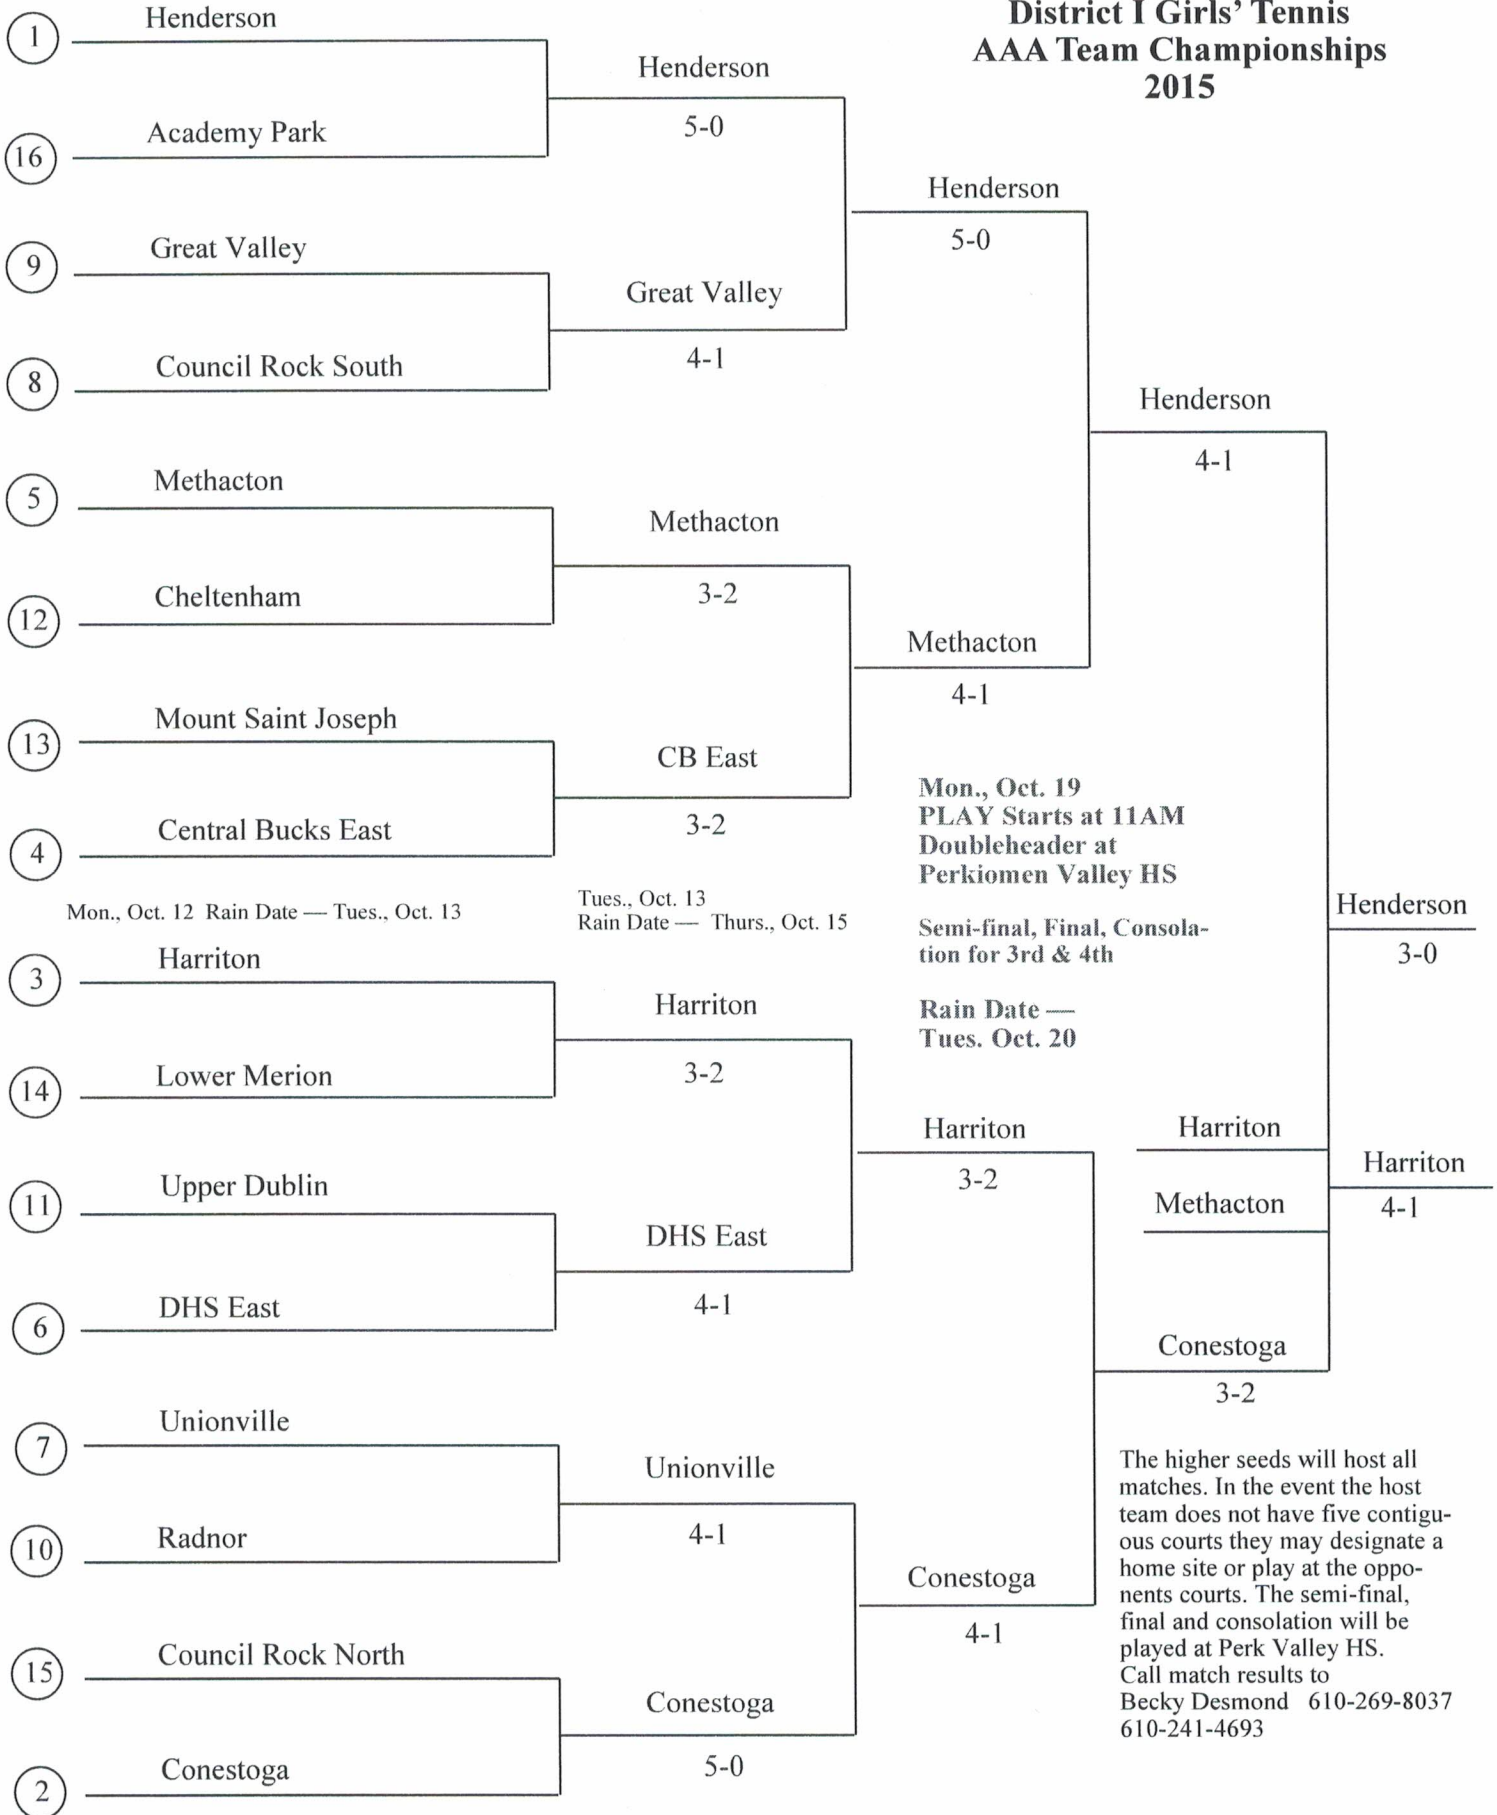 District I Girls' Tennis
AAA Team Championships
2015
1
Henderson
16
Academy Park
9
Great Valley
8
Council Rock South
5
Methacton
12
Cheltenham
13
Mount Saint Joseph
4
Central Bucks East
Mon., Oct. 12 Rain Date — Tues., Oct. 13
3
Harriton
14
Lower Merion
11
Upper Dublin
6
DHS East
7
Unionville
10
Radnor
15
Council Rock North
2
Conestoga
Henderson
5-0
Great Valley
4-1
Methacton
3-2
CB East
3-2
Tues., Oct. 13
Rain Date — Thurs., Oct. 15
Harriton
3-2
DHS East
4-1
Unionville
4-1
Conestoga
5-0
Henderson
5-0
Methacton
4-1
Mon., Oct. 19
PLAY Starts at 11AM
Doubleheader at
Perkiomen Valley HS
Semi-final, Final, Consola-
tion for 3rd & 4th
Rain Date —
Tues. Oct. 20
Harriton
3-2
Conestoga
4-1
Henderson
4-1
Harriton
Methacton
Conestoga
3-2
Henderson
3-0
Harriton
4-1
The higher seeds will host all
matches. In the event the host
team does not have five contigu-
ous courts they may designate a
home site or play at the oppo-
nents courts. The semi-final,
final and consolation will be
played at Perk Valley HS.
Call match results to
Becky Desmond 610-269-8037
610-241-4693